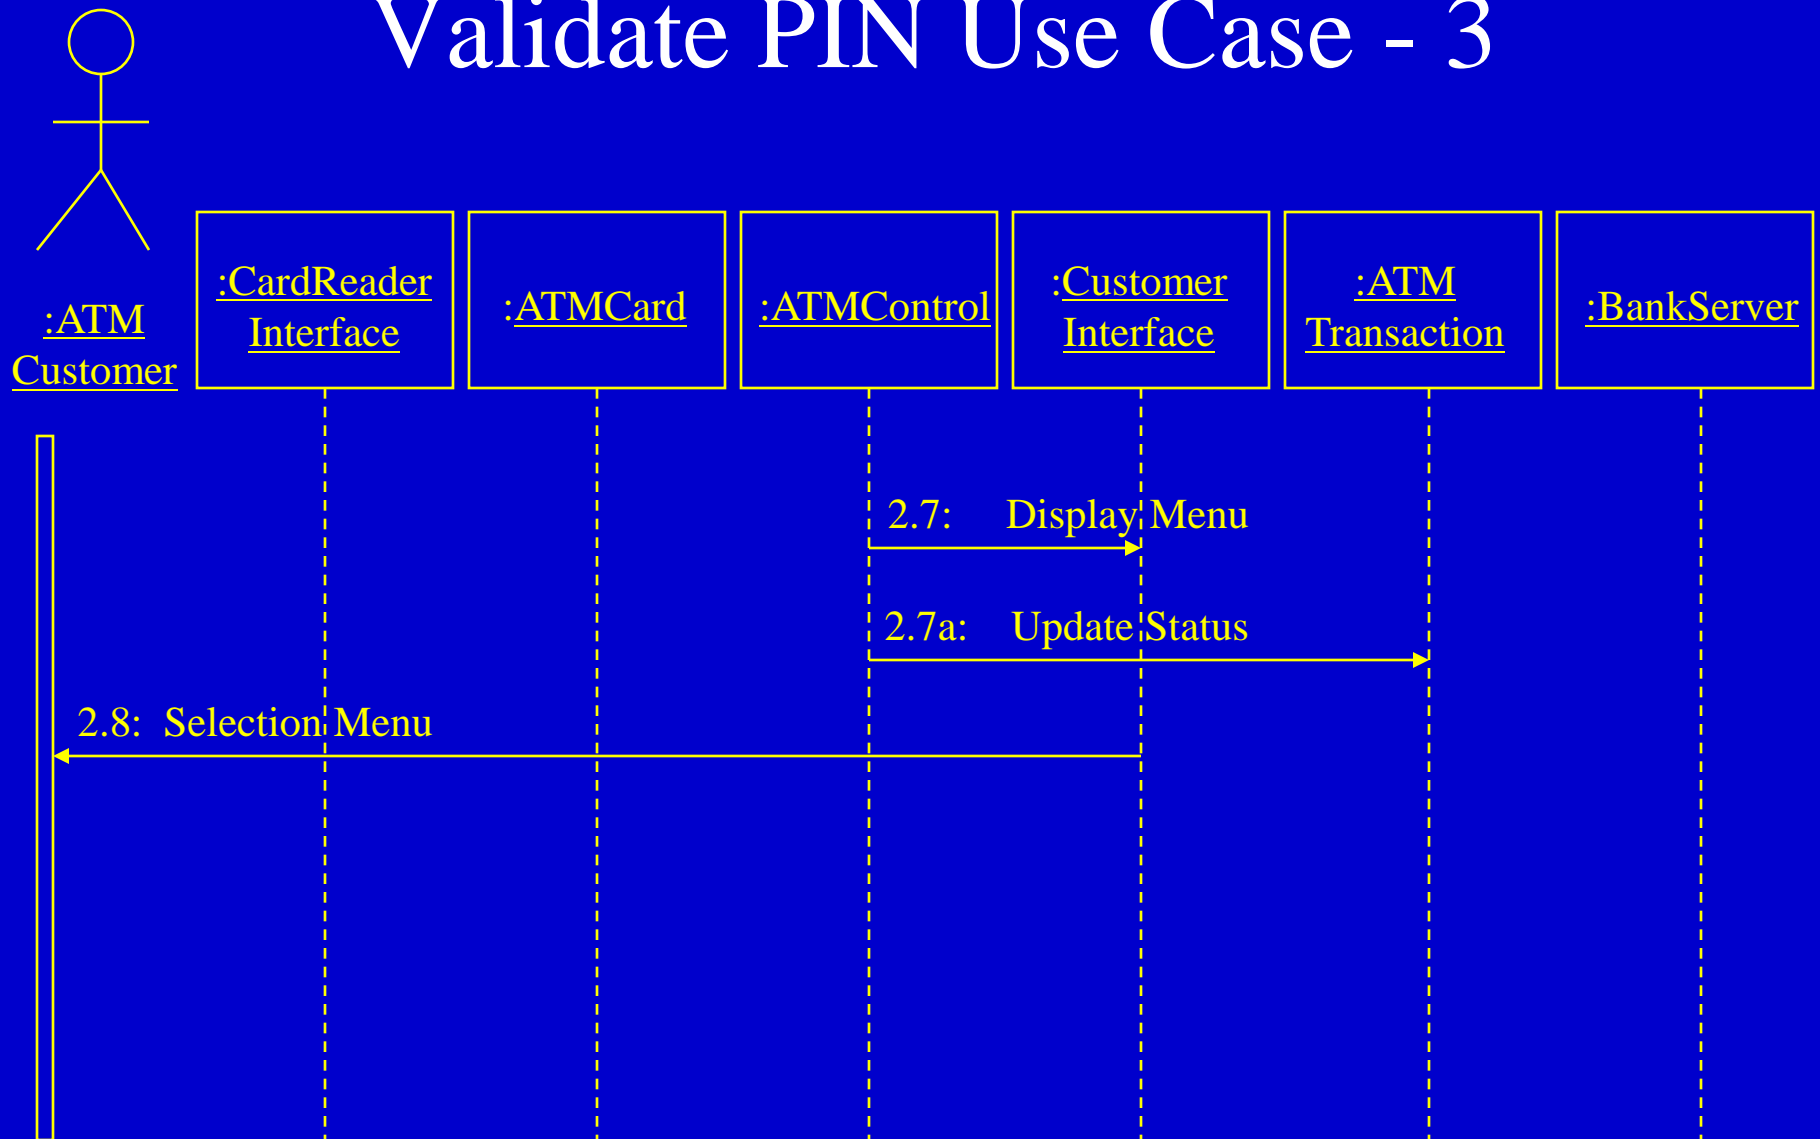 Validate PIN Use Case - 3
:ATM
Customer
:CardReader
Interface
:ATMCard
:ATMControl
:Customer
Interface
:ATM
Transaction
:BankServer
2.7: Display Menu
2.7a: Update Status
2.8: Selection Menu